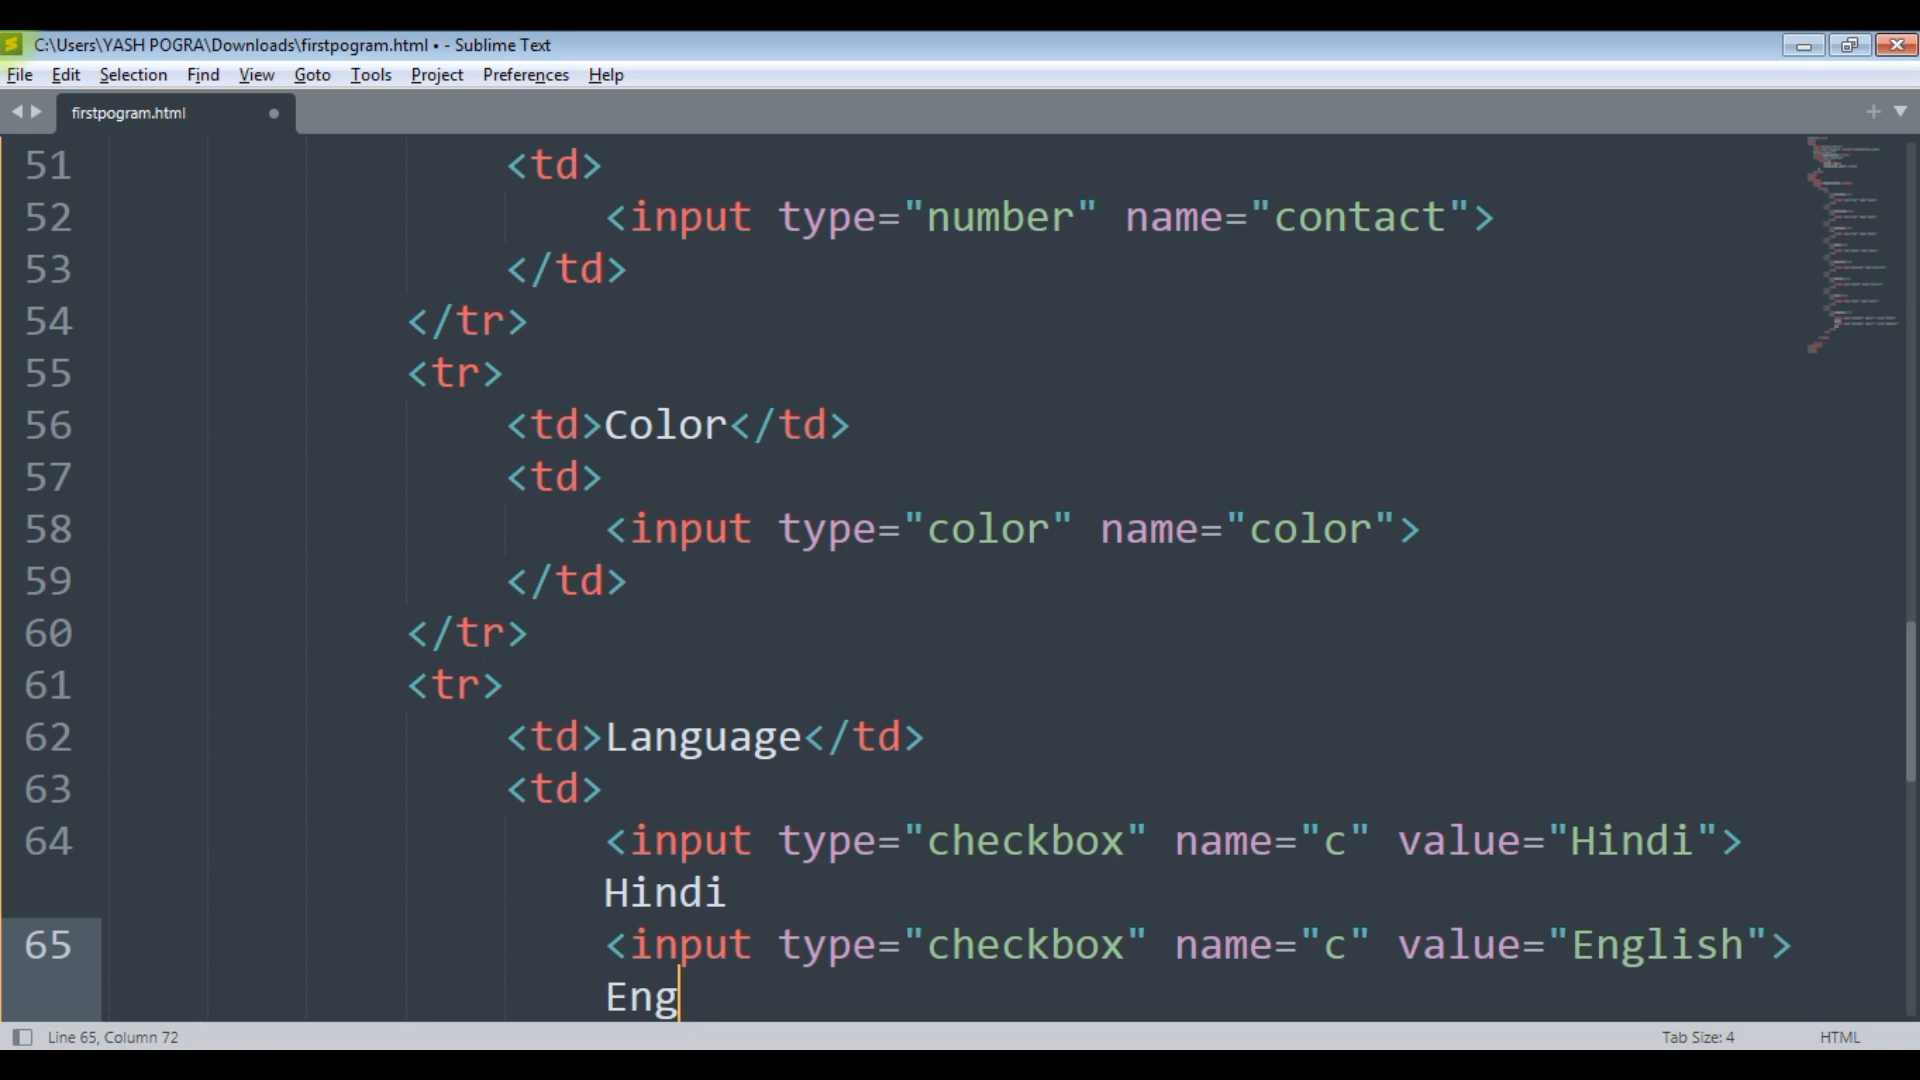 C:\Users\YASH POGRA\Downloads\firstpogram.html • - Sublime Text
File Edit Selection Find View Goto Tools Project Preferences Help
firstpogram.html
51 <td>
52 <input type="number" name="contact">
53 </td>
54 </tr>
55 <tr>
56 <td>Color</td>
57 <td>
58 <input type="color" name="color">
59 </td>
60 </tr>
61 <tr>
62 <td>Language</td>
63 <td>
64 <input type="checkbox" name="c" value="Hindi">
Hindi
65 <input type="checkbox" name="c" value="English">
Eng
Line 65, Column 72 Tab Size: 4 HTML